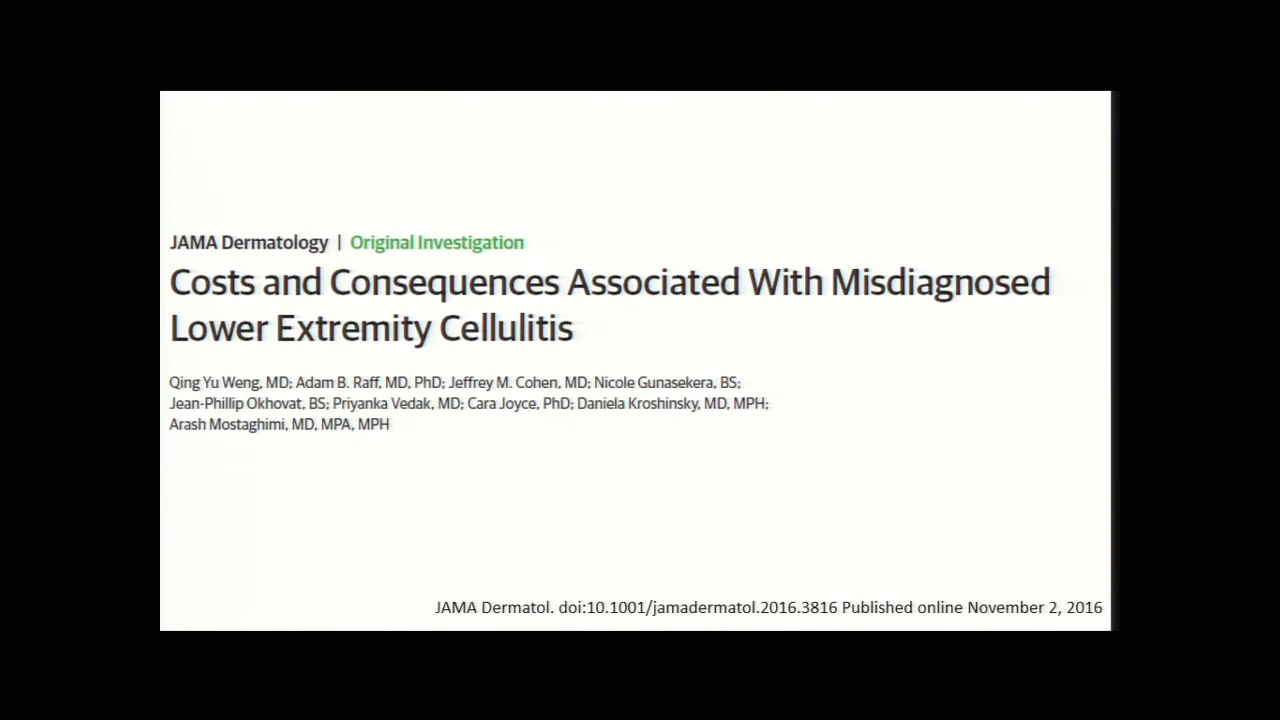 JAMA Dermatology | Original Investigation
Costs and Consequences Associated With Misdiagnosed
Lower Extremity Cellulitis
Qing Yu Weng, MD; Adam B. Raff, MD, PhD; Jeffrey M. Cohen, MD; Nicole Gunasekera, BS;
Jean-Phillip Okhovat, BS; Priyanka Vedak, MD; Cara Joyce, PhD; Daniela Kroshinsky, MD, MPH;
Arash Mostaghimi, MD, MPA, MPH
JAMA Dermatol. doi:10.1001/jamadermatol.2016.3816 Published online November 2, 2016